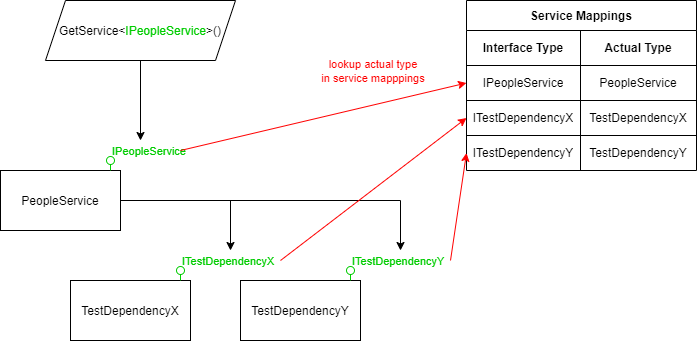 GetService<IPeopleService>()
lookup actual type
in service mapppings
Service Mappings
Interface Type Actual Type
IPeopleService PeopleService
ITestDependencyX TestDependencyX
ITestDependencyY TestDependencyY
IPeopleService
PeopleService
ITestDependencyX
ITestDependencyY
TestDependencyX
TestDependencyY